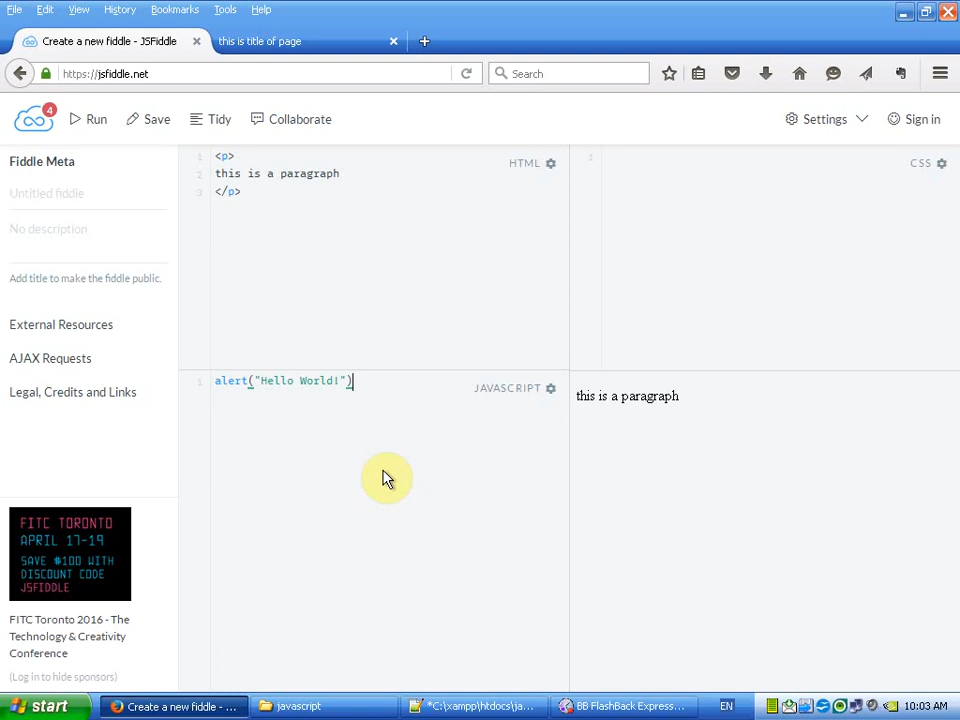 File Edit View History Bookmarks Tools Help
Create a new fiddle - JSFiddle
this is title of page
https://jsfiddle.net
Search
4
Run
Save
Tidy
Collaborate
Settings
Sign in
Fiddle Meta
Untitled fiddle
No description
Add title to make the fiddle public.
External Resources
AJAX Requests
Legal, Credits and Links
FITC TORONTO
APRIL 17-19
SAVE $100 WITH
DISCOUNT CODE
JSFIDDLE
FITC Toronto 2016 - The
Technology & Creativity
Conference
(Log in to hide sponsors)
1 <p>
2 this is a paragraph
3 </p>
HTML
1
CSS
1 alert("Hello World!")
JAVASCRIPT
this is a paragraph
start
Create a new fiddle - ...
javascript
*C:\xampp\htdocs\ja...
BB FlashBack Express...
EN
10:03 AM